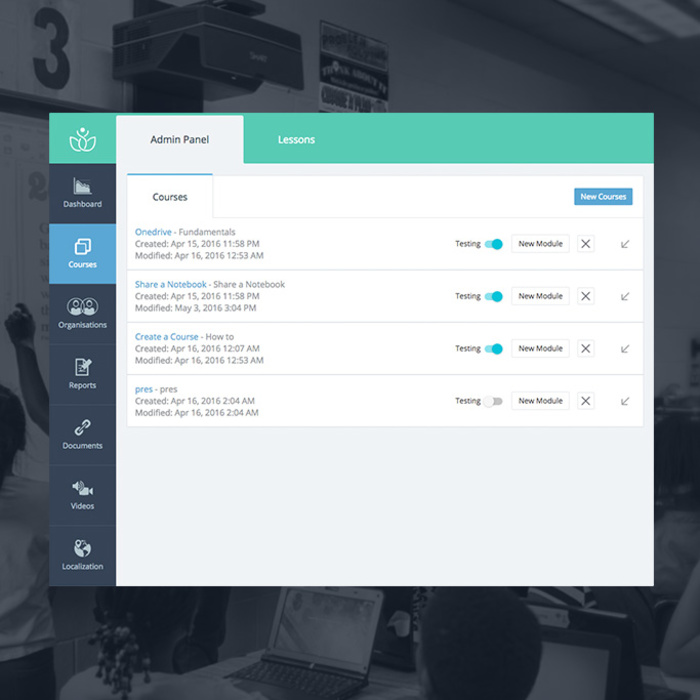 3
SMART
THINK ABOUT IT
Admin Panel
Lessons
Dashboard
Courses
Organisations
Reports
Documents
Videos
Localization
Courses
New Courses
Onedrive - Fundamentals
Created: Apr 15, 2016 11:58 PM
Modified: Apr 16, 2016 12:53 AM
Testing
New Module
Share a Notebook - Share a Notebook
Created: Apr 15, 2016 11:58 PM
Modified: May 3, 2016 3:04 PM
Testing
New Module
Create a Course - How to
Created: Apr 16, 2016 12:07 AM
Modified: Apr 16, 2016 12:53 AM
Testing
New Module
pres - pres
Created: Apr 16, 2016 2:04 AM
Modified: Apr 16, 2016 2:04 AM
Testing
New Module